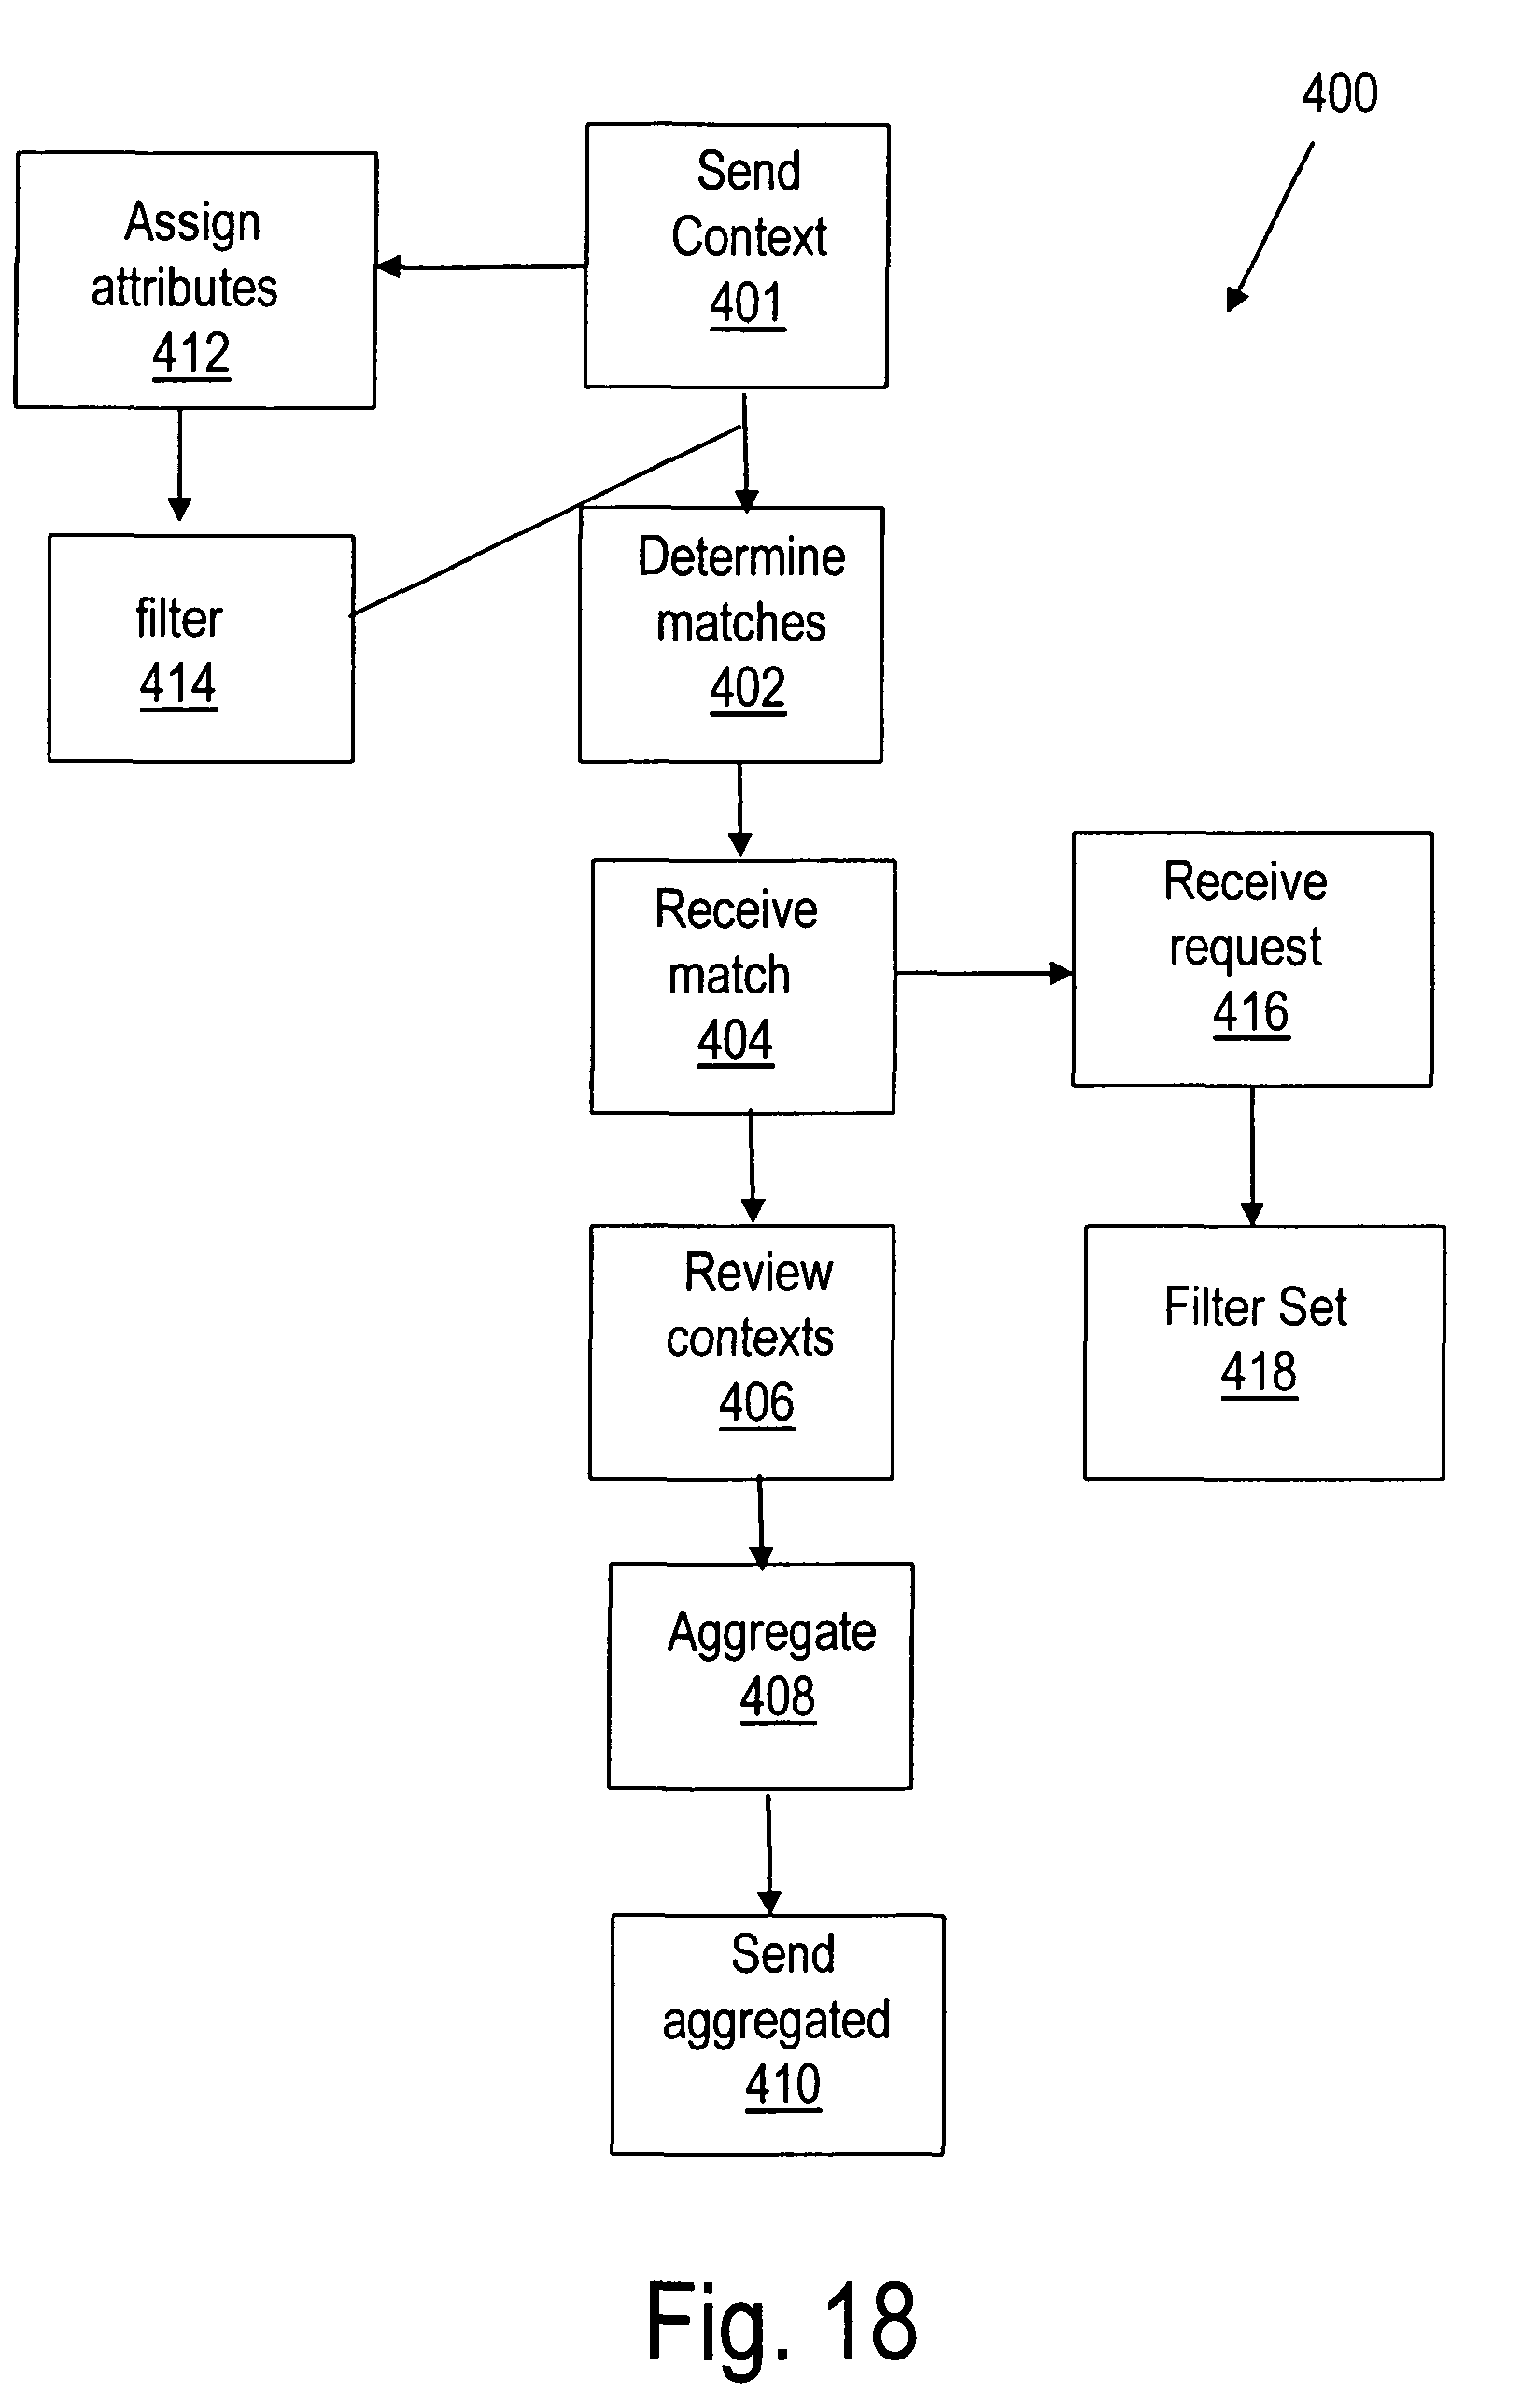 400
Send
Context
401
Assign
attributes
412
Determine
matches
402
filter
414
Receive
match
404
Receive
request
416
Review
contexts
406
Filter Set
418
Aggregate
408
Send
aggregated
410
Fig. 18